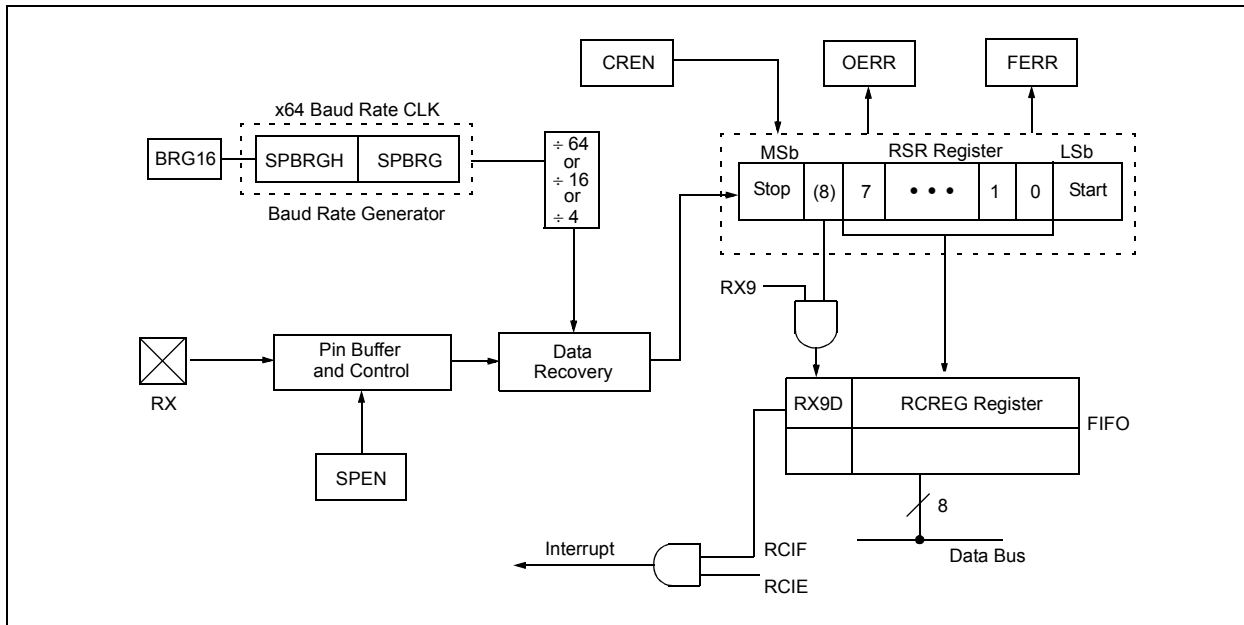 CREN
OERR
FERR
x64 Baud Rate CLK
BRG16
SPBRGH
SPBRG
Baud Rate Generator
÷ 64
or
÷ 16
or
÷ 4
MSb
RSR Register
LSb
Stop
(8)
7
• • •
1
0
Start
RX9
Pin Buffer
and Control
Data
Recovery
RX
SPEN
RX9D
RCREG Register
FIFO
8
Data Bus
Interrupt
RCIF
RCIE